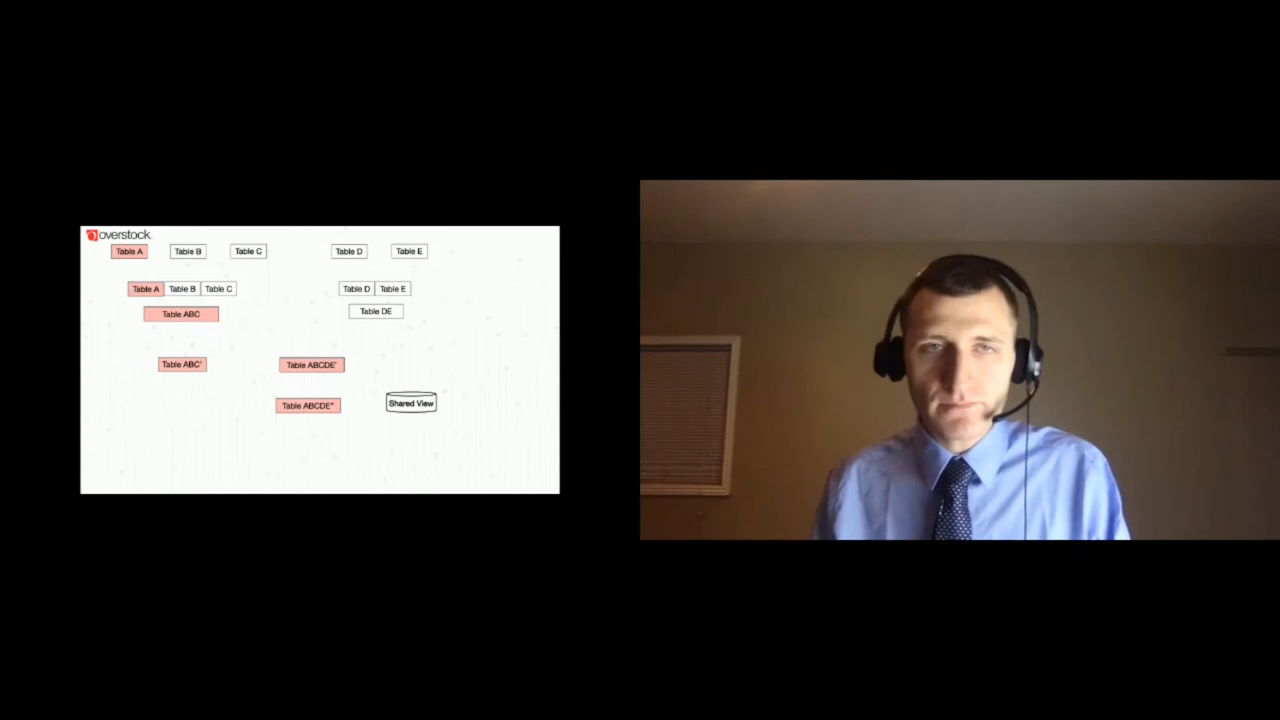 overstock.
Table A Table B Table C Table D Table E
Table A Table B Table C Table D Table E
Table ABC Table DE
Table ABC' Table ABCDE'
Table ABCDE" Shared View